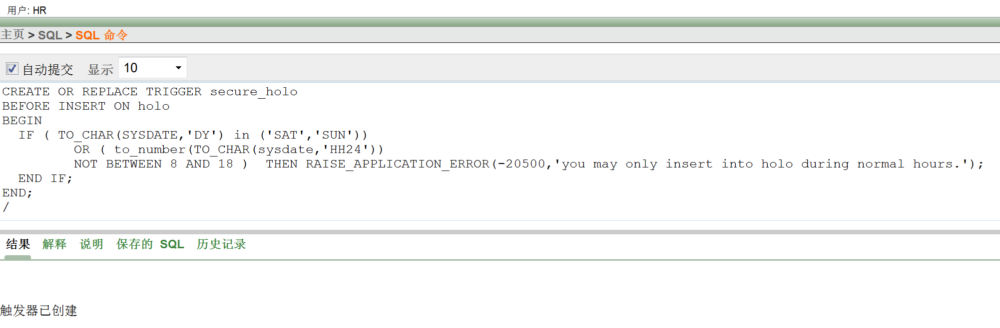 用户: HR
主页 > SQL > SQL 命令
自动提交 显示 10
CREATE OR REPLACE TRIGGER secure_holo
BEFORE INSERT ON holo
BEGIN
  IF ( TO_CHAR(SYSDATE,'DY') in ('SAT','SUN'))
         OR ( to_number(TO_CHAR(sysdate,'HH24'))
         NOT BETWEEN 8 AND 18 )  THEN RAISE_APPLICATION_ERROR(-20500,'you may only insert into holo during normal hours.');
  END IF;
END;
/
结果 解释 说明 保存的 SQL 历史记录
触发器已创建